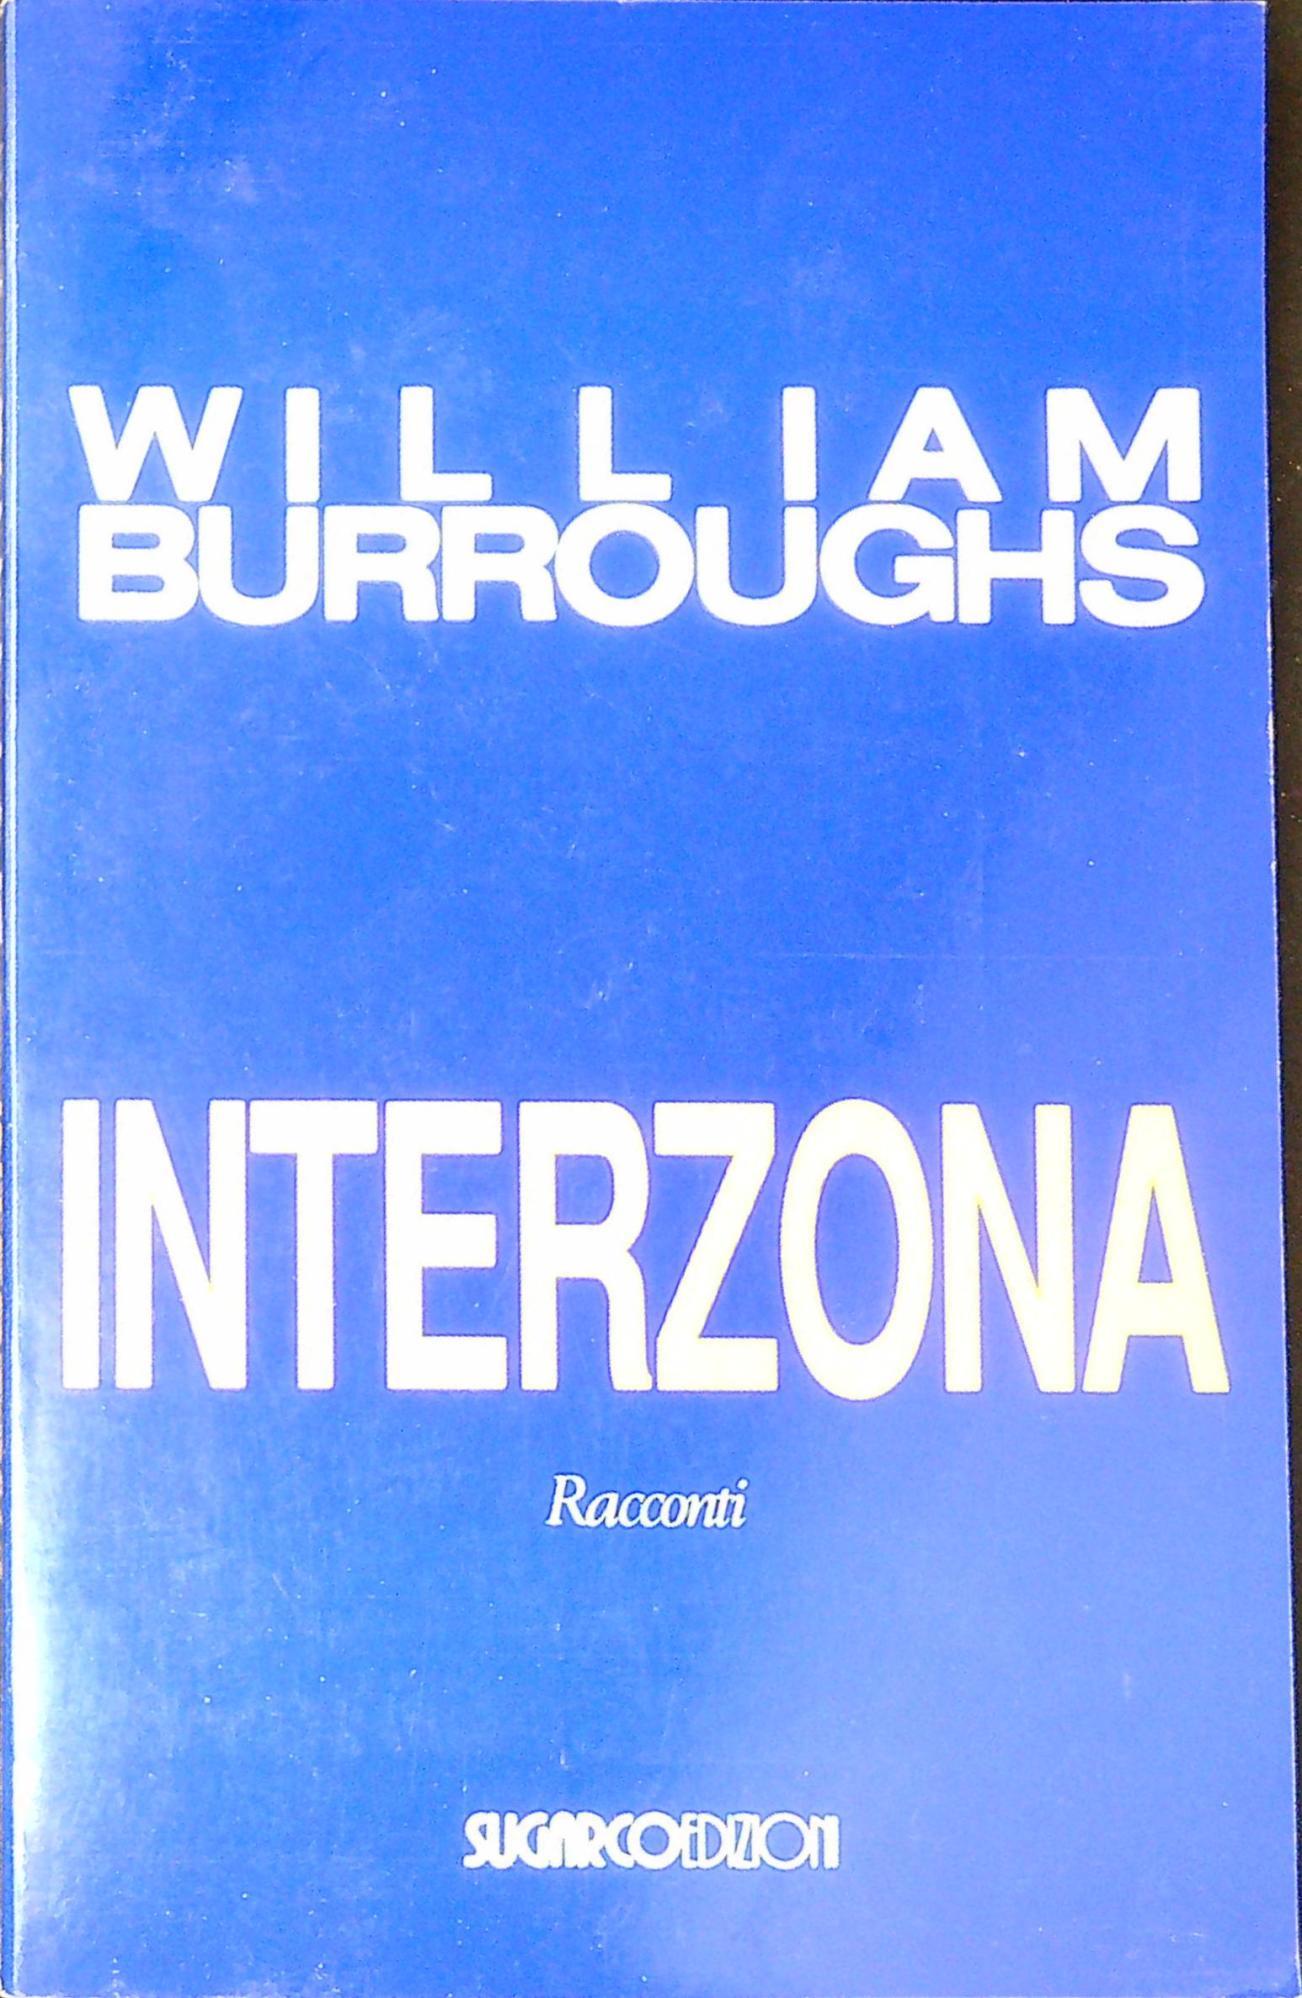 WILLIAM
BURROUGHS
INTERZONA
Racconti
SUGARCOEDIZIONI